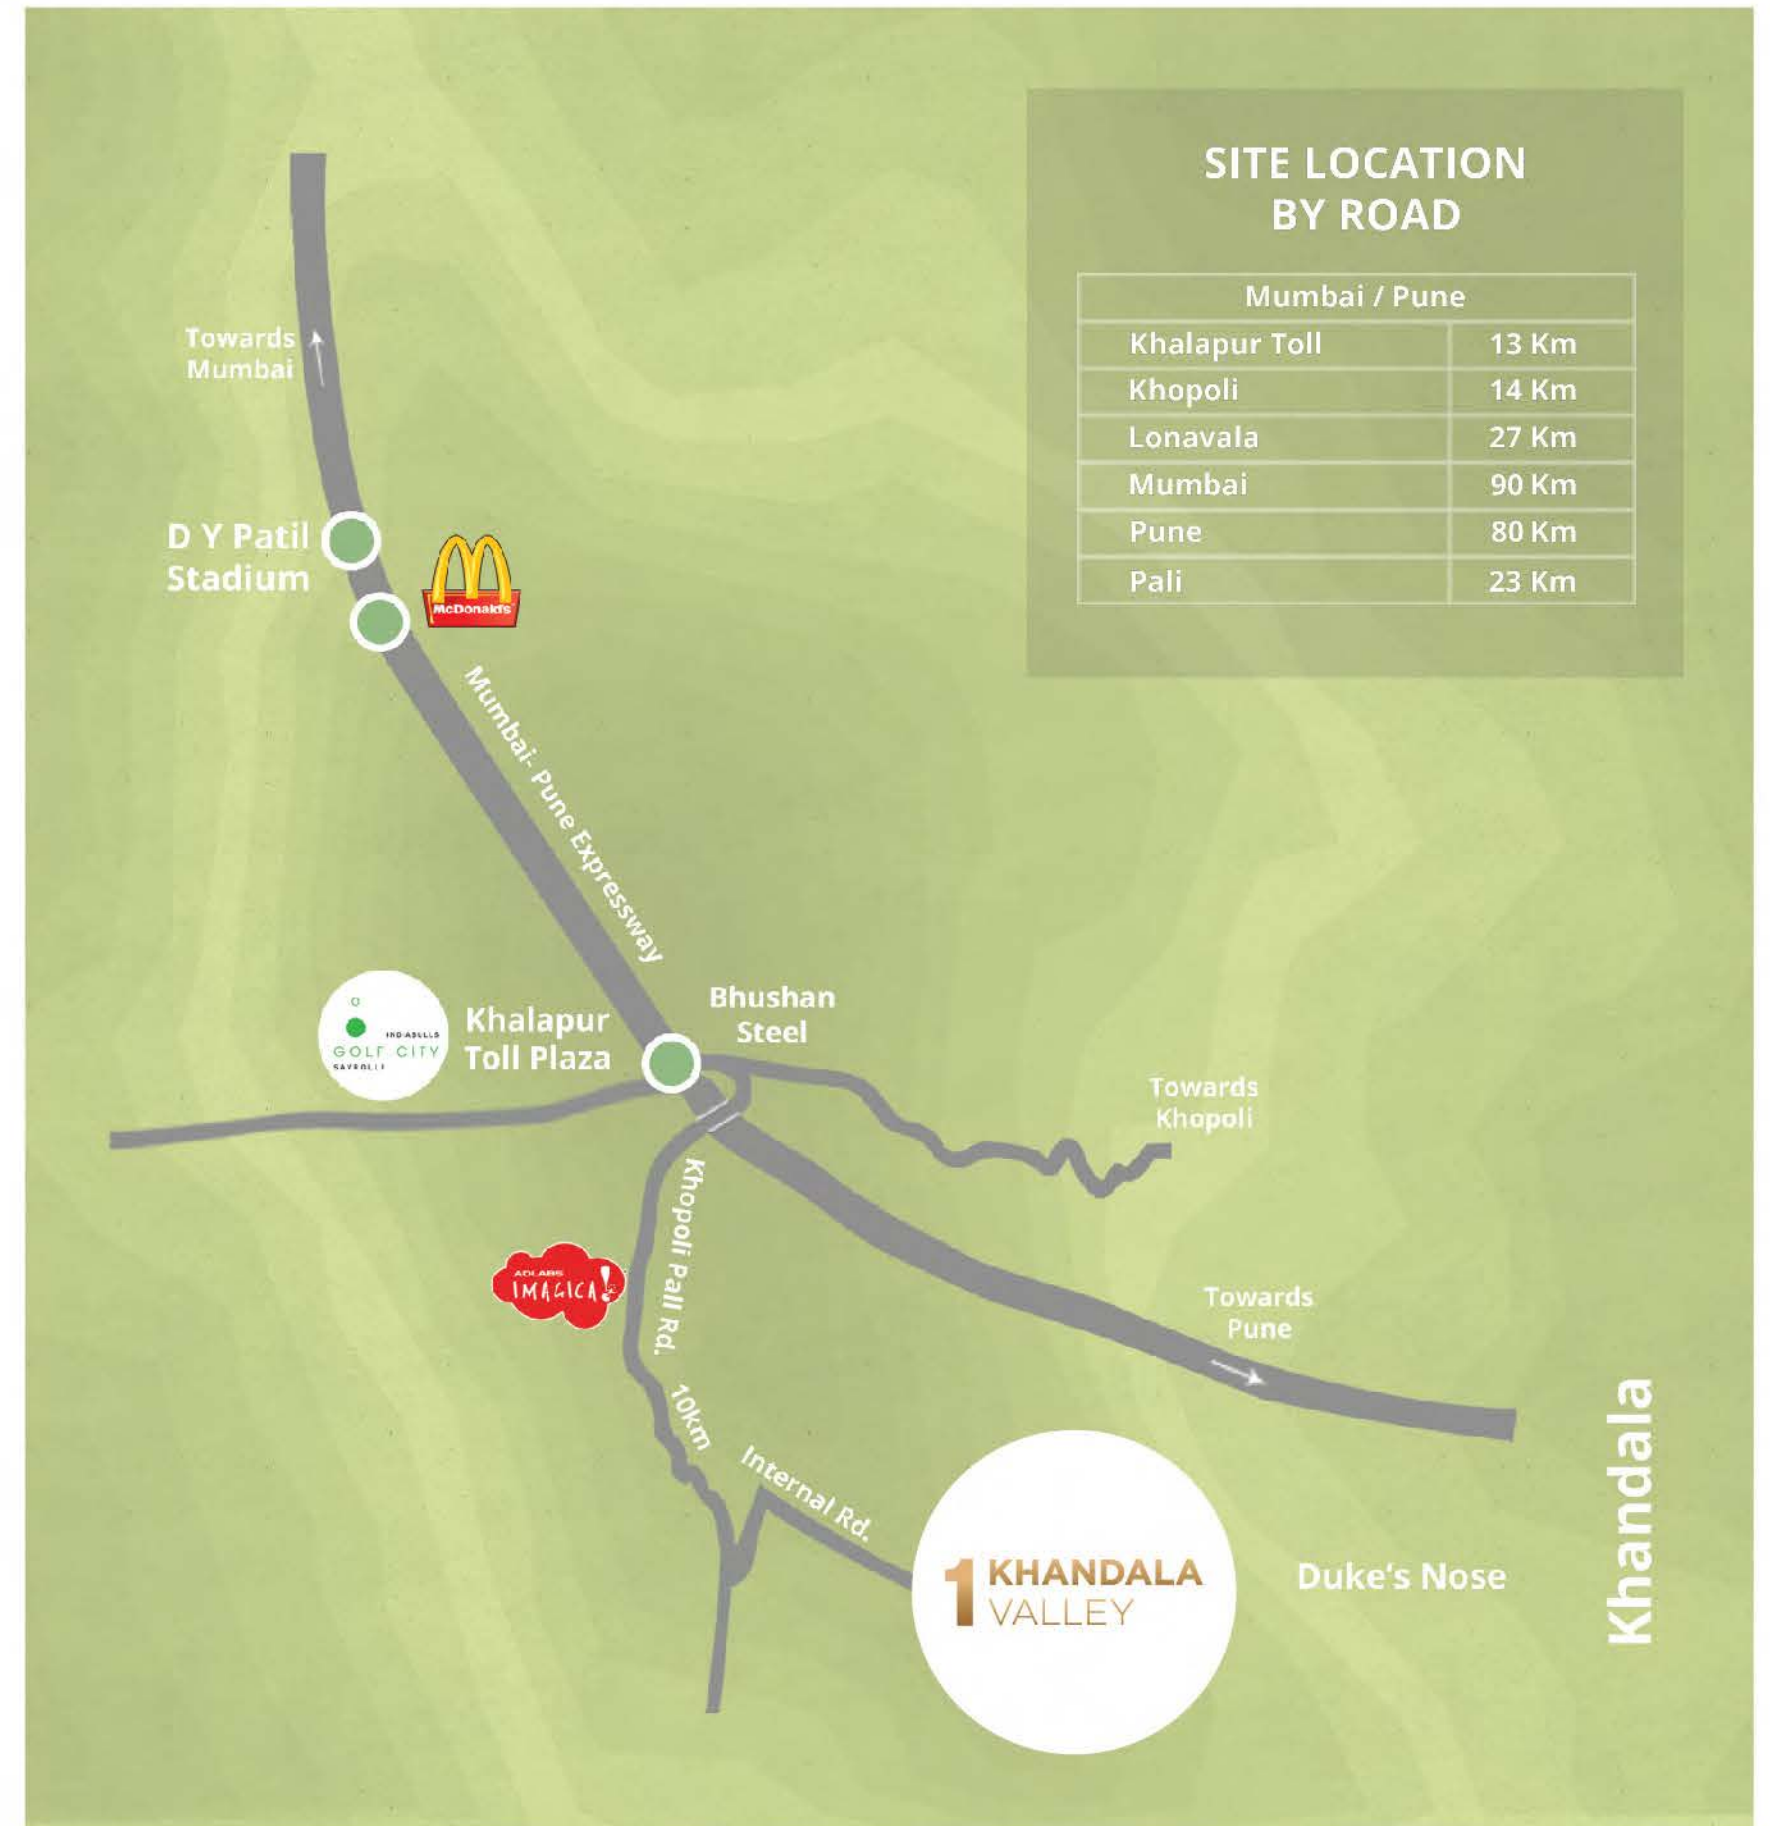 SITE LOCATION
BY ROAD
Mumbai / Pune
Khalapur Toll 13 Km
Khopoli 14 Km
Lonavala 27 Km
Mumbai 90 Km
Pune 80 Km
Pali 23 Km
Towards
Mumbai
D Y Patil
Stadium
McDonald's
Mumbai- Pune Expressway
INDIABULLS
GOLF CITY
Khalapur
Toll Plaza
Bhushan
Steel
Towards
Khopoli
Khopoli Pali Rd.
10km
ADLABS
IMAGICA!
Towards
Pune
Internal Rd.
1 KHANDALA
VALLEY
Duke's Nose
Khandala